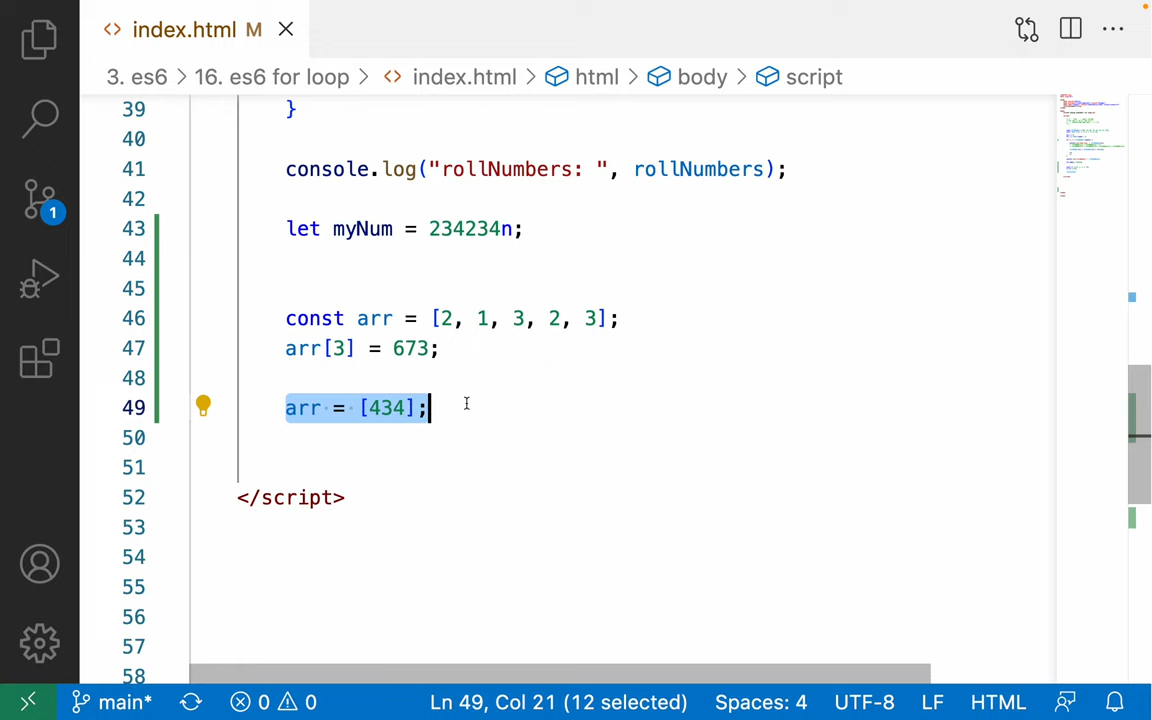 index.html M
3. es6 > 16. es6 for loop > index.html > html > body > script
39 }
40
41 console.log("rollNumbers: ", rollNumbers);
42
43 let myNum = 234234n;
44
45
46 const arr = [2, 1, 3, 2, 3];
47 arr[3] = 673;
48
49 arr = [434];
50
51
52 </script>
53
54
55
56
57
58
1
main* 0 0 Ln 49, Col 21 (12 selected) Spaces: 4 UTF-8 LF HTML